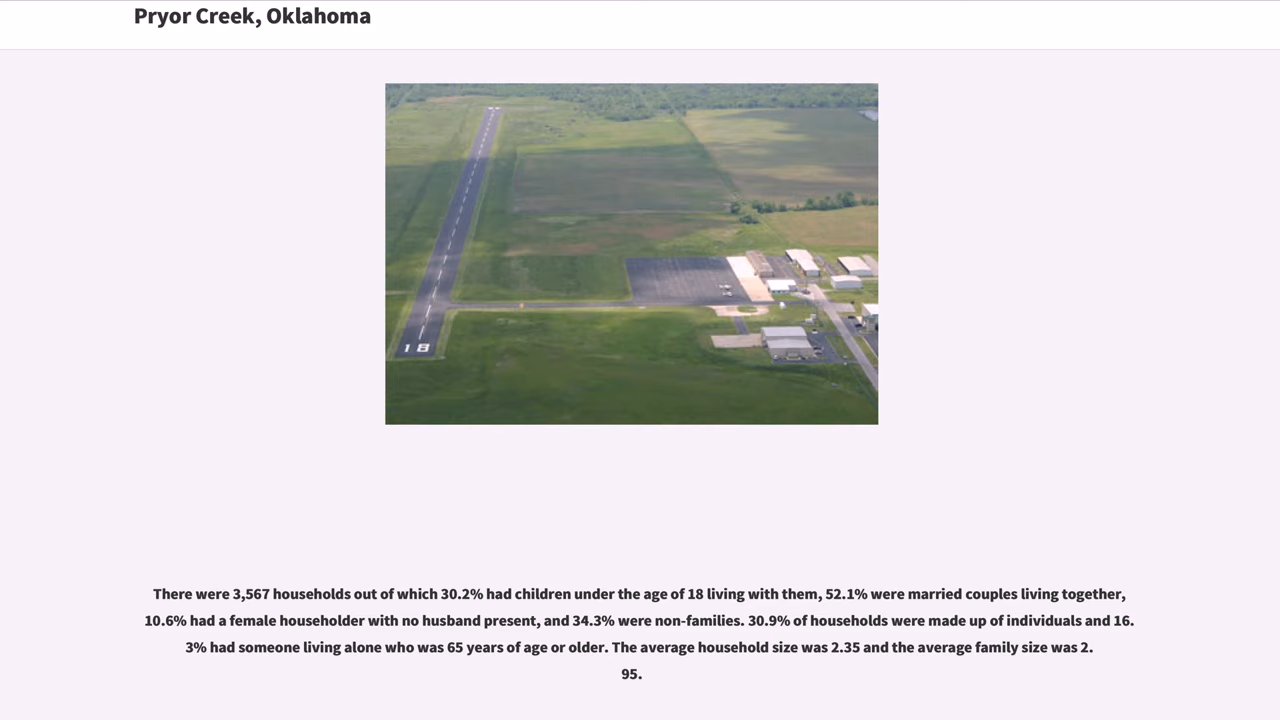 Pryor Creek, Oklahoma
18
There were 3,567 households out of which 30.2% had children under the age of 18 living with them, 52.1% were married couples living together,
10.6% had a female householder with no husband present, and 34.3% were non-families. 30.9% of households were made up of individuals and 16.
3% had someone living alone who was 65 years of age or older. The average household size was 2.35 and the average family size was 2.
95.